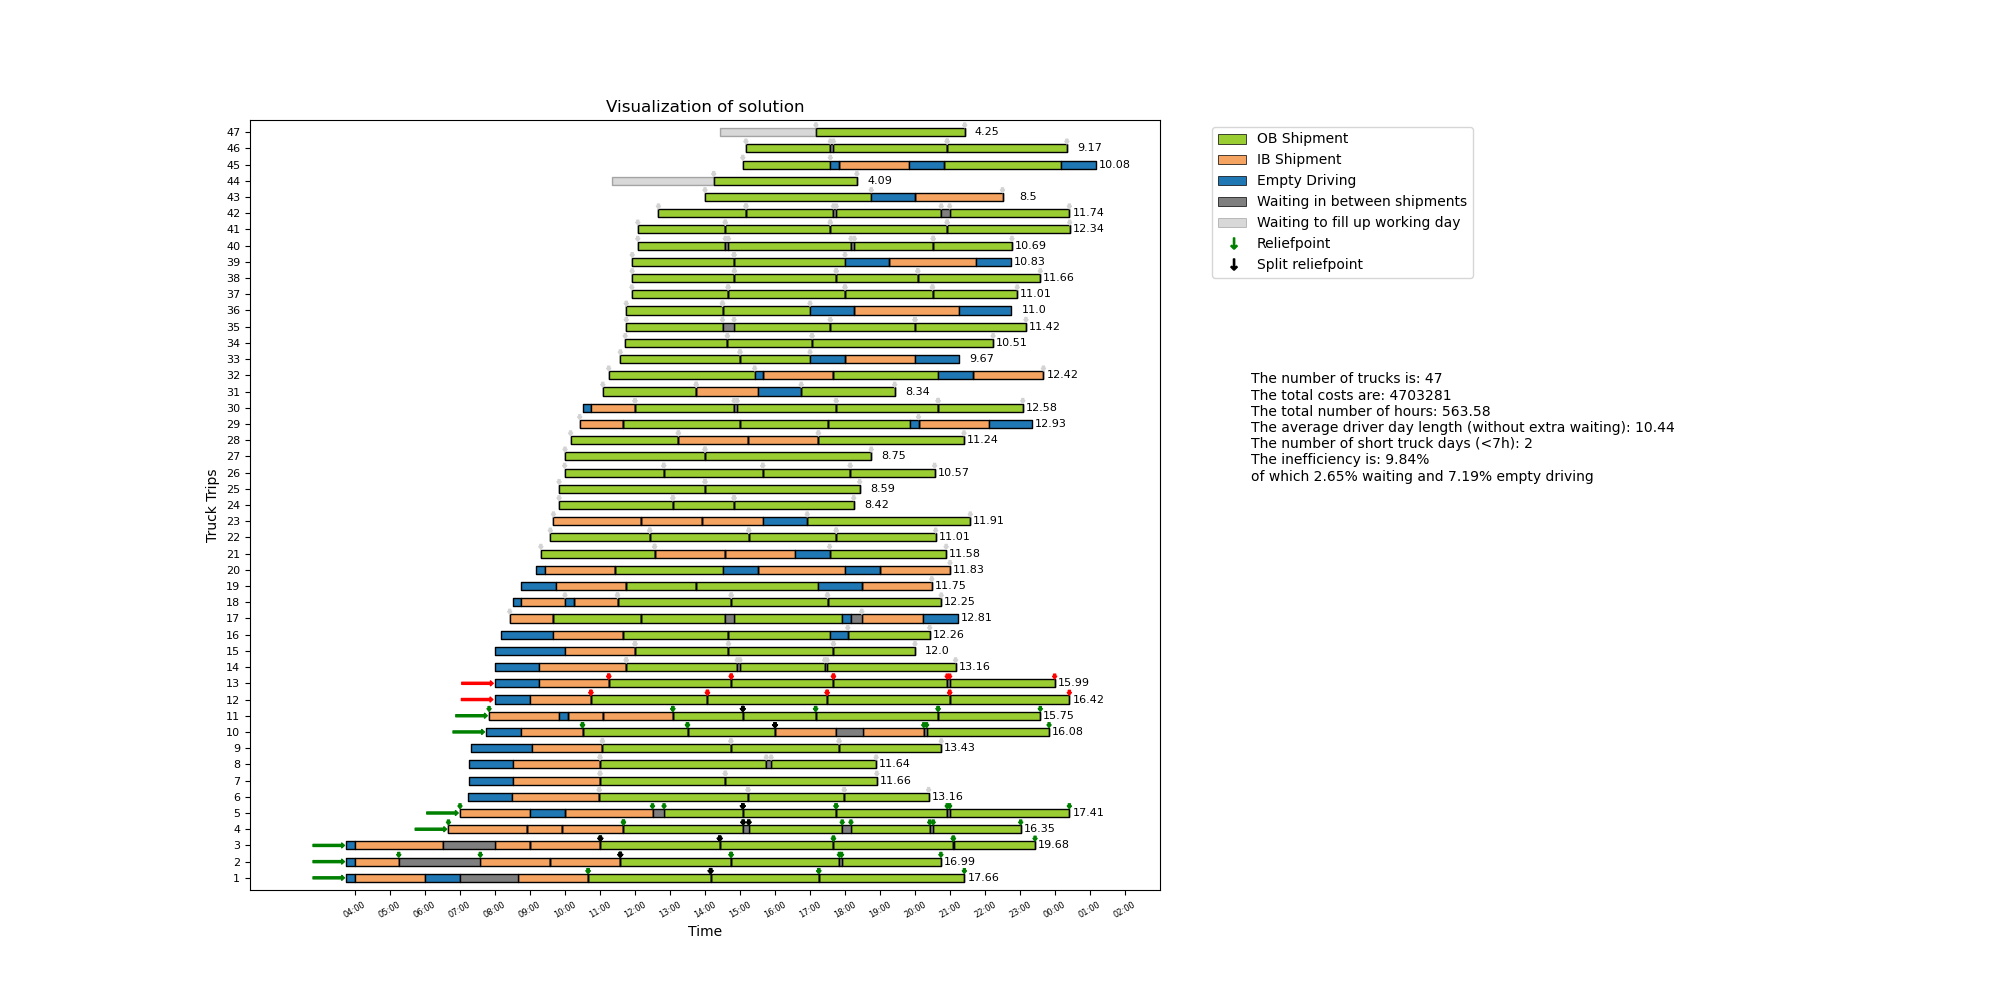 Visualization of solution
47 4.25
46 9.17
45 10.08
44 4.09
43 8.5
42 11.74
41 12.34
40 10.69
39 10.83
38 11.66
37 11.01
36 11.0
35 11.42
34 10.51
33 9.67
32 12.42
31 8.34
30 12.58
29 12.93
28 11.24
27 8.75
26 10.57
25 8.59
24 8.42
23 11.91
22 11.01
21 11.58
20 11.83
19 11.75
18 12.25
17 12.81
16 12.26
15 12.0
14 13.16
13 15.99
12 16.42
11 15.75
10 16.08
9 13.43
8 11.64
7 11.66
6 13.16
5 17.41
4 16.35
3 19.68
2 16.99
1 17.66
Truck Trips
04:00 05:00 06:00 07:00 08:00 09:00 10:00 11:00 12:00 13:00 14:00 15:00 16:00 17:00 18:00 19:00 20:00 21:00 22:00 23:00 00:00 01:00 02:00
Time
OB Shipment
IB Shipment
Empty Driving
Waiting in between shipments
Waiting to fill up working day
Reliefpoint
Split reliefpoint
The number of trucks is: 47
The total costs are: 4703281
The total number of hours: 563.58
The average driver day length (without extra waiting): 10.44
The number of short truck days (<7h): 2
The inefficiency is: 9.84%
of which 2.65% waiting and 7.19% empty driving